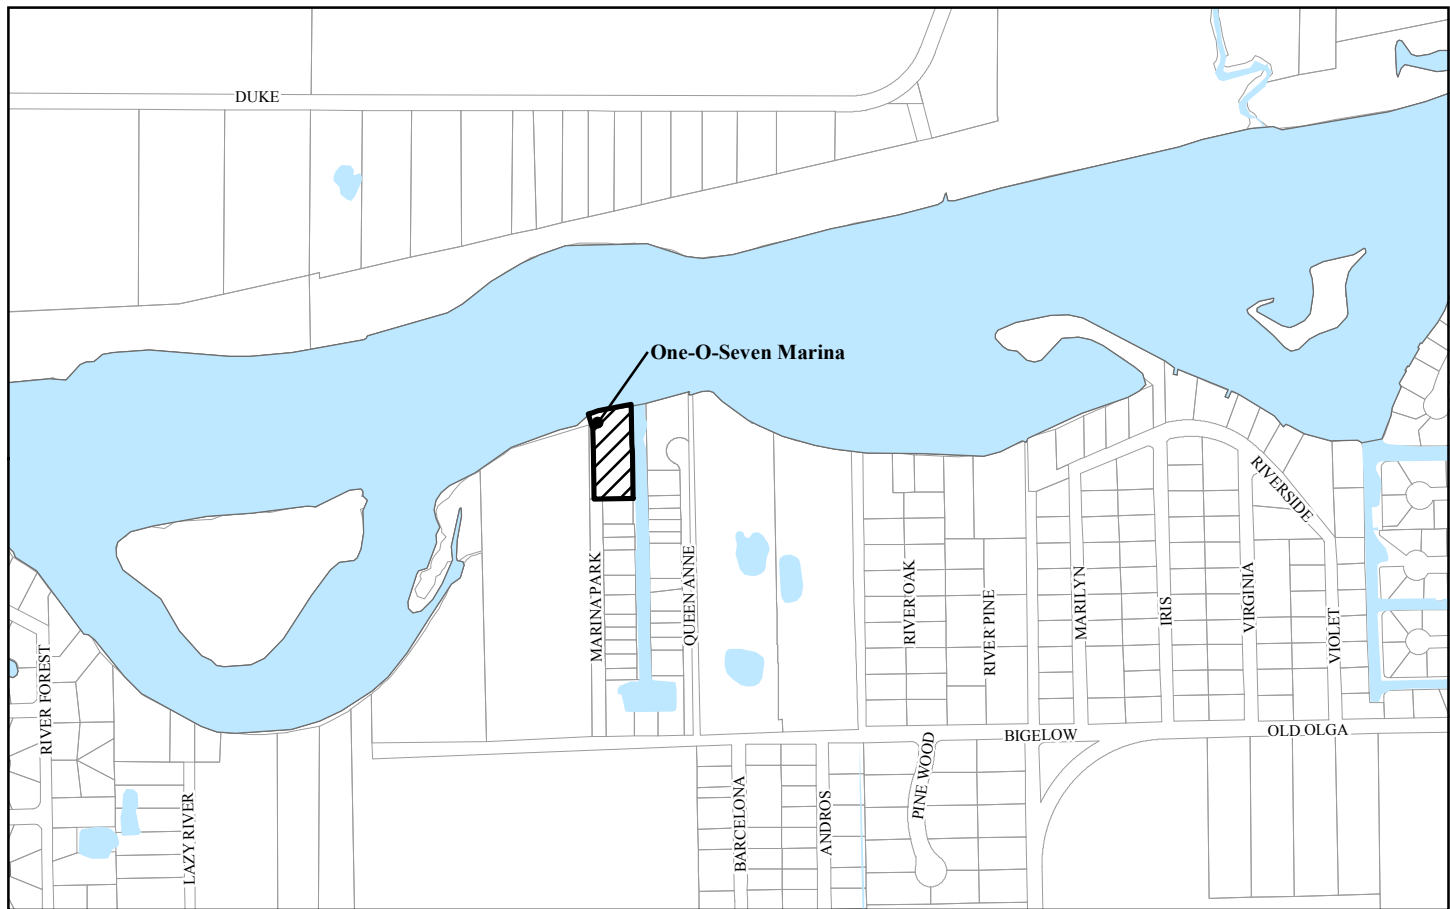 DUKE
One-O-Seven Marina
RIVERSIDE
MARINA PARK
QUEEN ANNE
RIVER OAK
RIVER PINE
MARILYN
IRIS
VIRGINIA
VIOLET
RIVER FOREST
BIGELOW
OLD OLGA
LAZY RIVER
BARCELONA
ANDROS
PINE WOOD